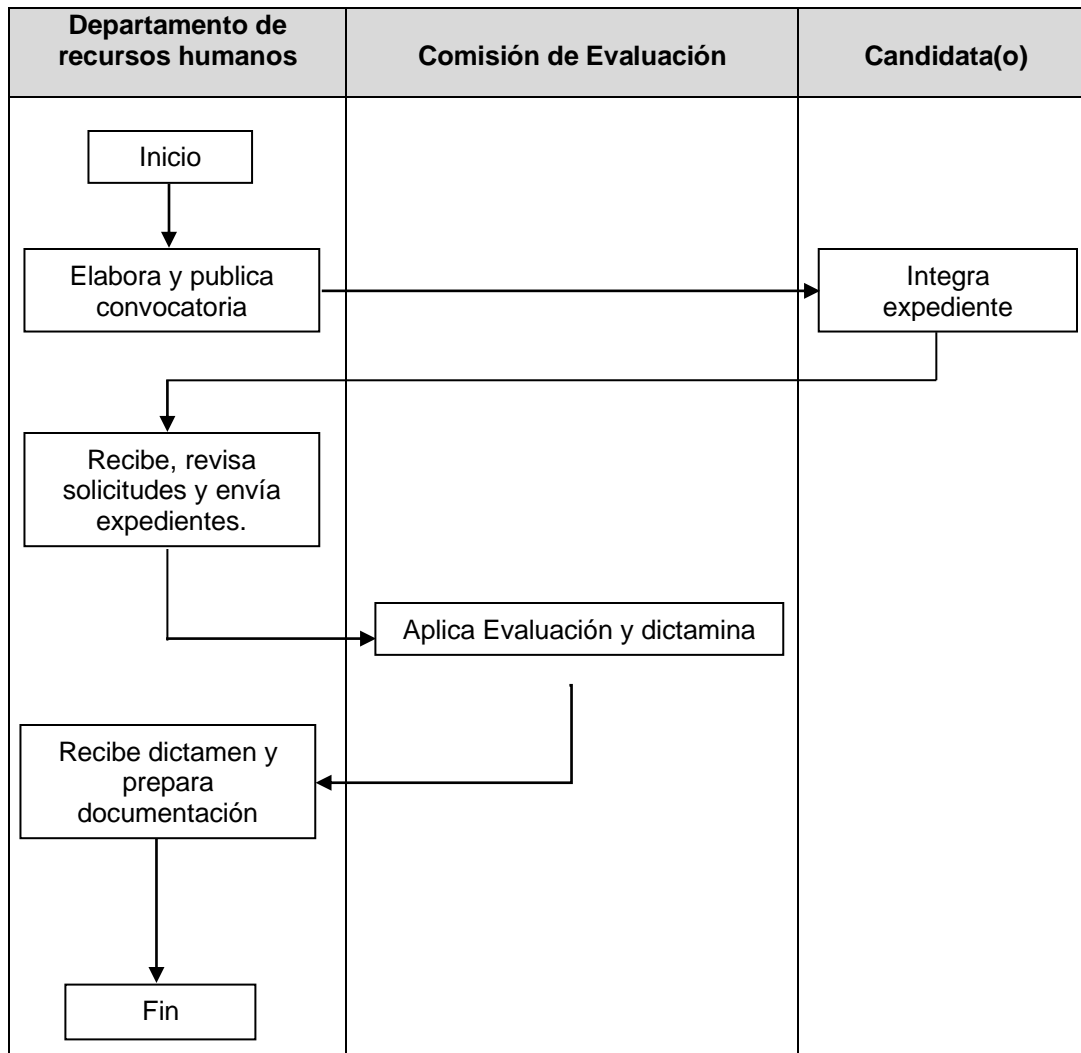 Departamento de
recursos humanos
Comisión de Evaluación
Candidata(o)
Inicio
Elabora y publica
convocatoria
Integra
expediente
Recibe, revisa
solicitudes y envía
expedientes.
Aplica Evaluación y dictamina
Recibe dictamen y
prepara
documentación
Fin